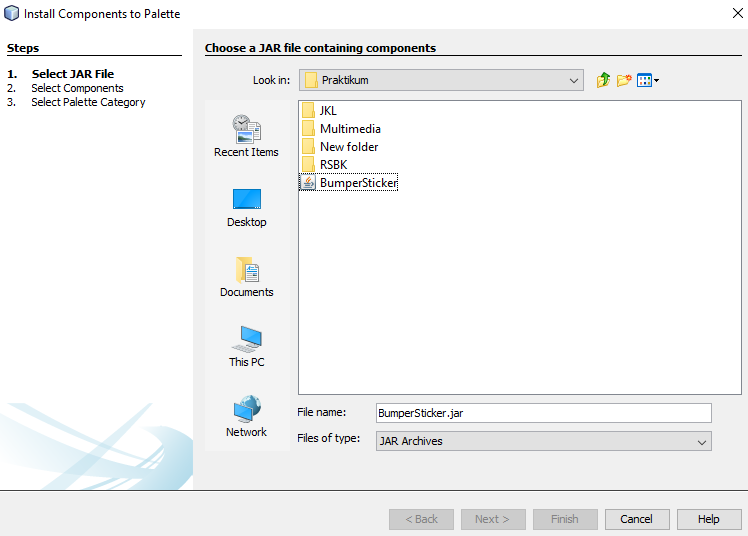 Install Components to Palette
Steps
1. Select JAR File
2. Select Components
3. Select Palette Category
Choose a JAR file containing components
Look in: Praktikum
Recent Items
Desktop
Documents
This PC
Network
JKL
Multimedia
New folder
RSBK
BumperSticker
File name: BumperSticker.jar
Files of type: JAR Archives
< Back Next > Finish Cancel Help